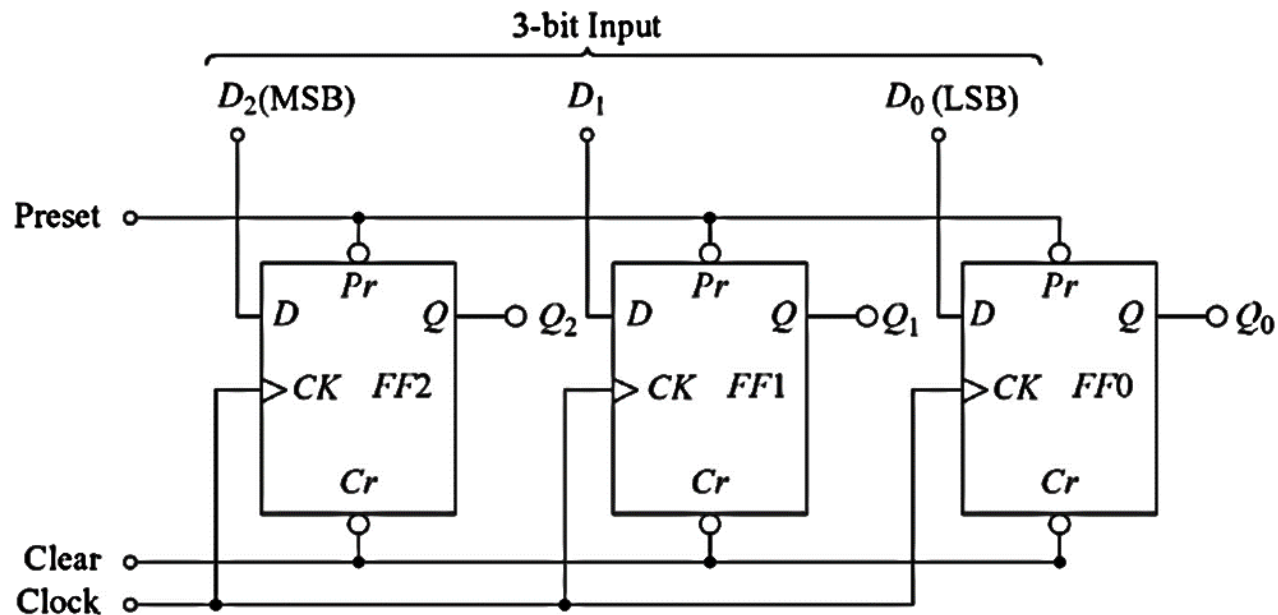 3-bit Input
D₂(MSB) D₁ D₀ (LSB)
Preset
Pr Pr Pr
D Q Q₂ D Q Q₁ D Q Q₀
CK FF2 CK FF1 CK FF0
Cr Cr Cr
Clear
Clock